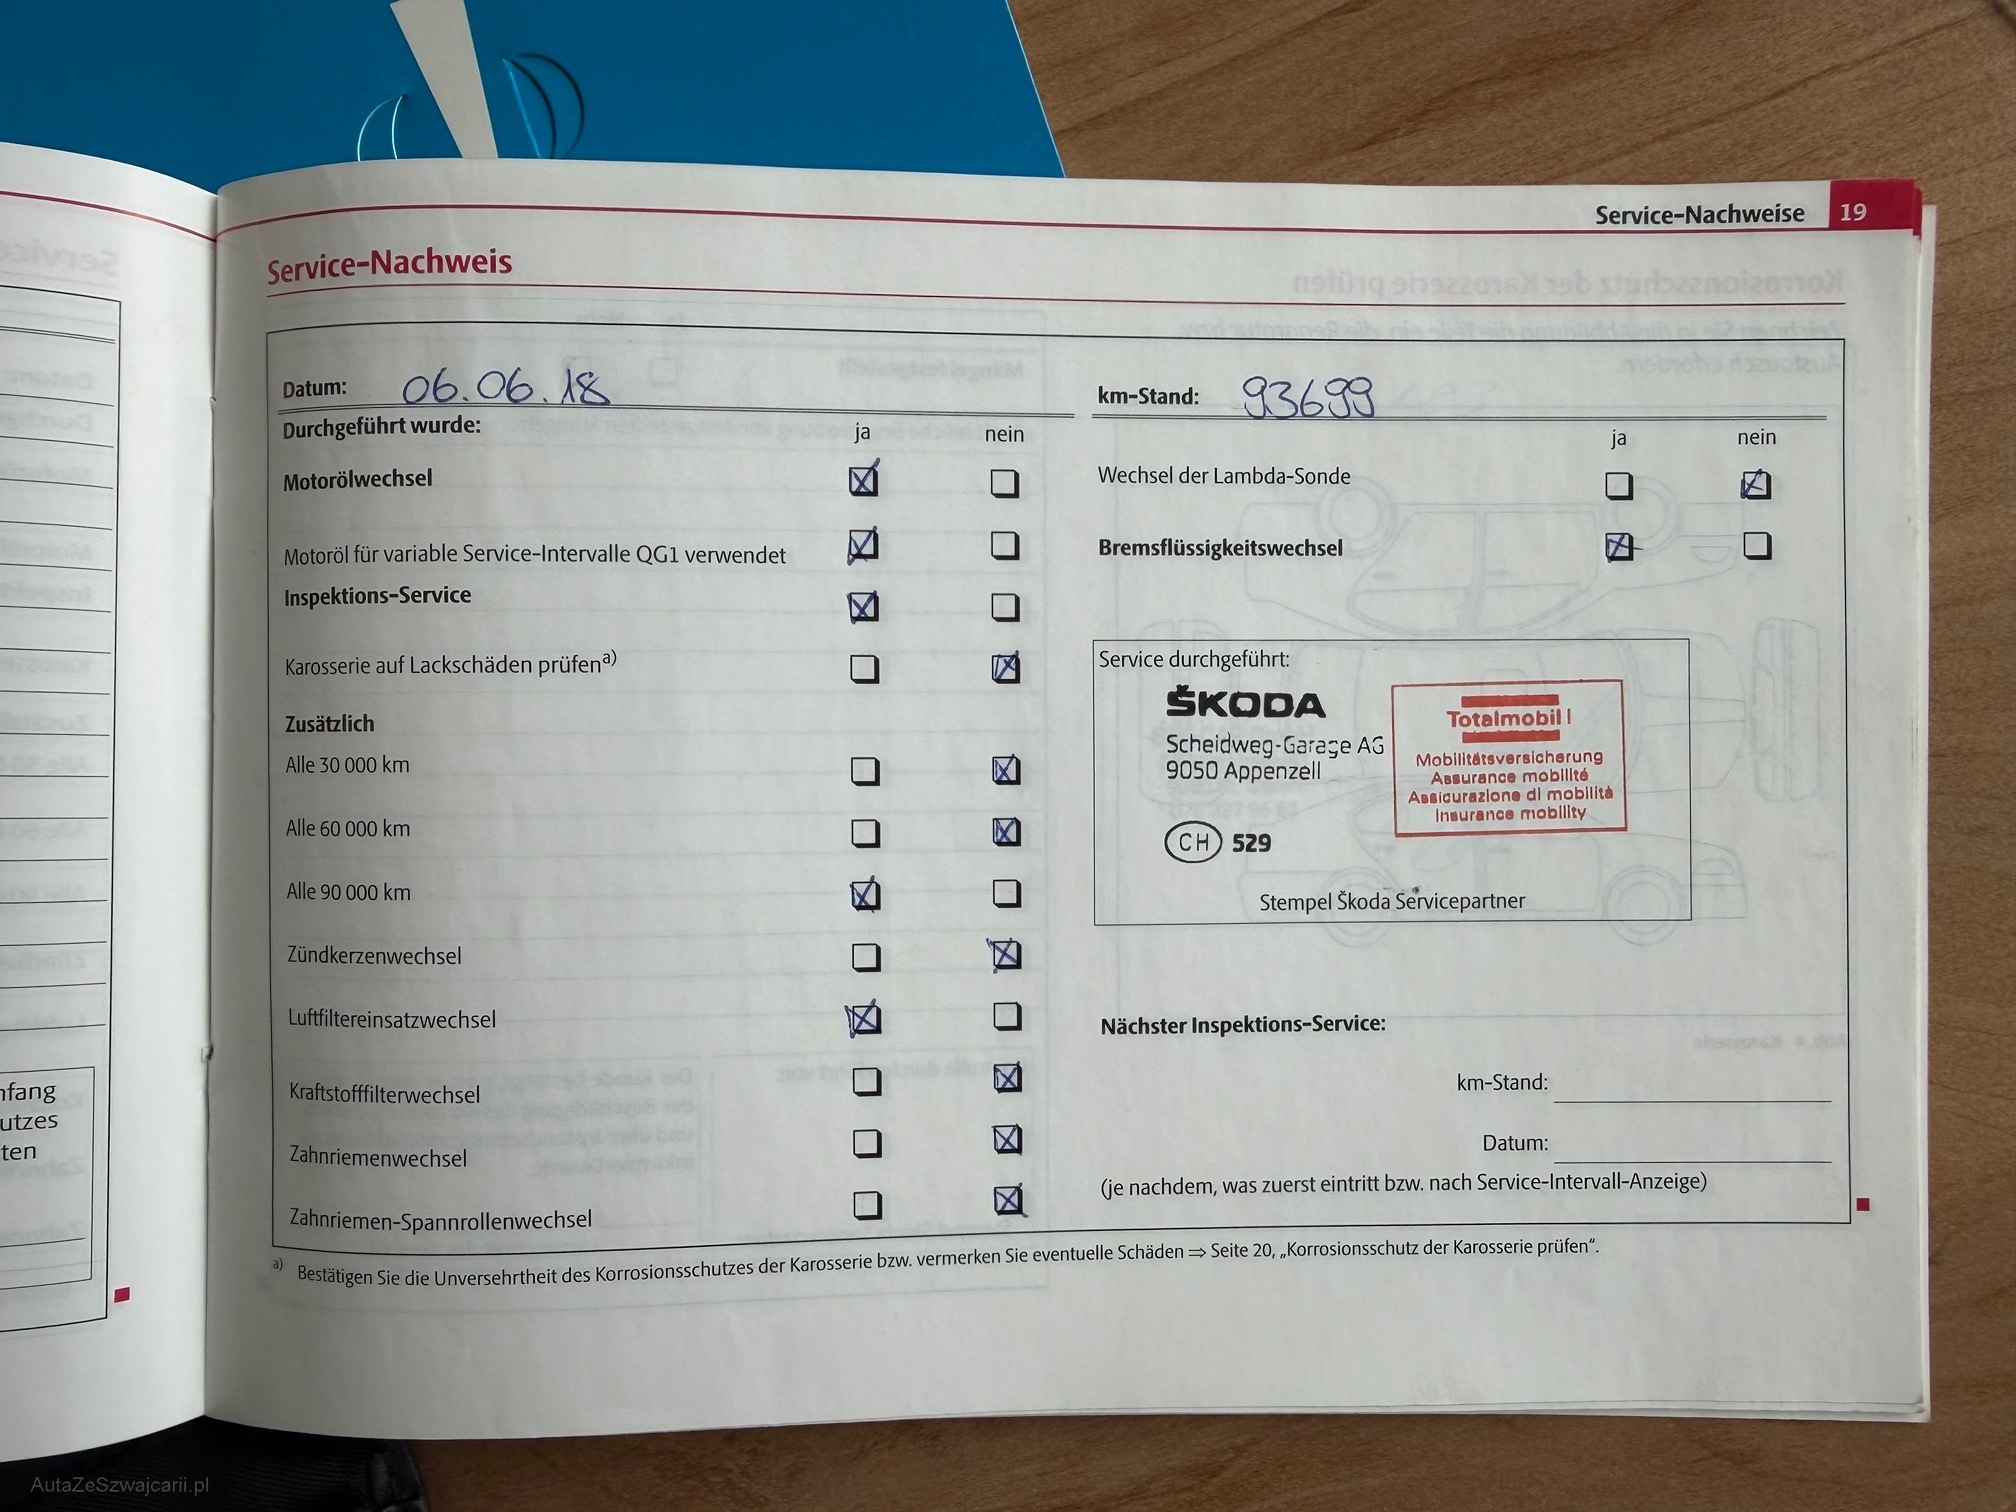 Service-Nachweise 19
Service-Nachweis
Datum: 06.06.18
km-Stand: 93699
Durchgeführt wurde: ja nein
Motorölwechsel
Motoröl für variable Service-Intervalle QG1 verwendet
Inspektions-Service
Karosserie auf Lackschäden prüfen a)
Zusätzlich
Alle 30 000 km
Alle 60 000 km
Alle 90 000 km
Zündkerzenwechsel
Luftfiltereinsatzwechsel
Kraftstofffilterwechsel
Zahnriemenwechsel
Zahnriemen-Spannrollenwechsel
ja nein
Wechsel der Lambda-Sonde
Bremsflüssigkeitswechsel
Service durchgeführt:
ŠKODA
Scheidweg-Garage AG
9050 Appenzell
CH 529
Totalmobil!
Mobilitätsversicherung
Assurance mobilité
Assicurazione di mobilità
Insurance mobility
Stempel Škoda Servicepartner
Nächster Inspektions-Service:
km-Stand:
Datum:
(je nachdem, was zuerst eintritt bzw. nach Service-Intervall-Anzeige)
a) Bestätigen Sie die Unversehrtheit des Korrosionsschutzes der Karosserie bzw. vermerken Sie eventuelle Schäden ⇒ Seite 20, „Korrosionsschutz der Karosserie prüfen“.
nfang
utzes
ten
AutaZeSzwajcarii.pl